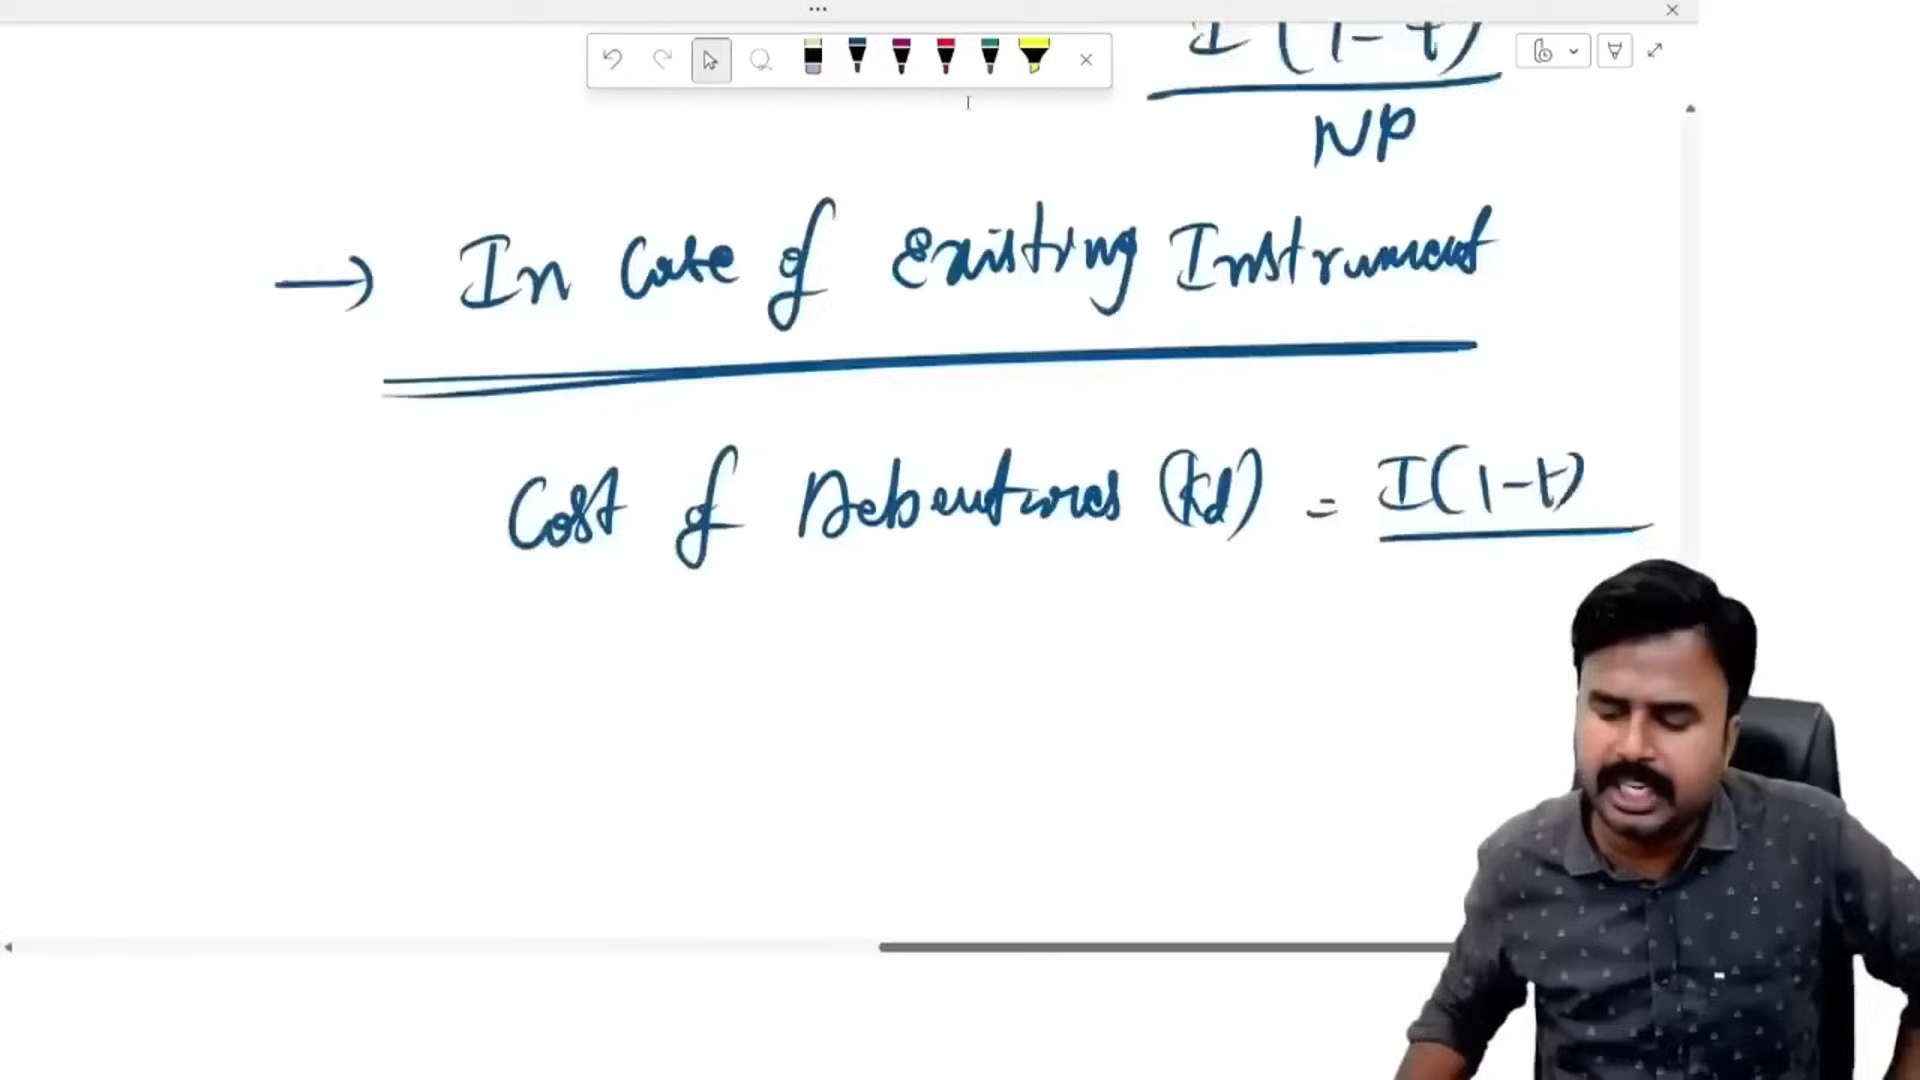 I(1-t)
NP
→ In Case of Existing Instrument
Cost of Debentures (Kd) = I(1-t)